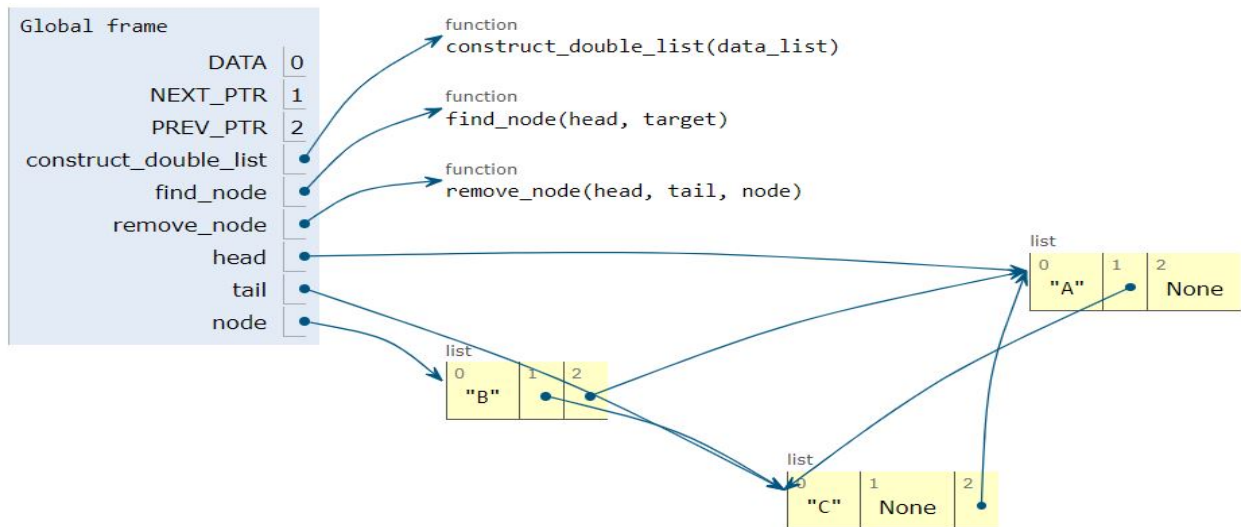 Global frame
DATA 0
NEXT_PTR 1
PREV_PTR 2
construct_double_list
find_node
remove_node
head
tail
node
function
construct_double_list(data_list)
function
find_node(head, target)
function
remove_node(head, tail, node)
list
0 1 2
"A" None
list
0 1 2
"B"
list
0 1 2
"C" None